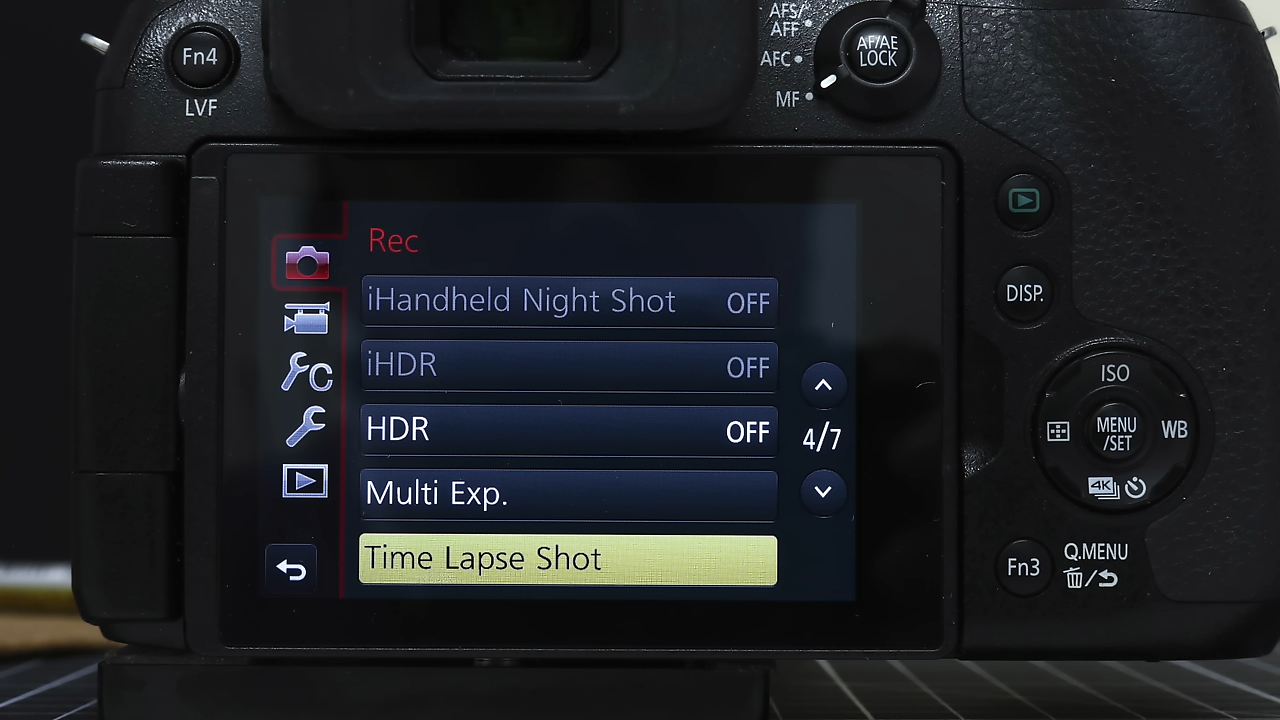 Fn4
LVF
AFS/
AFF
AFC
MF
AF/AE
LOCK
Rec
iHandheld Night Shot OFF
iHDR OFF
HDR OFF
Multi Exp.
Time Lapse Shot
C
4/7
DISP.
ISO
MENU
/SET
WB
4K
Fn3
Q.MENU
/